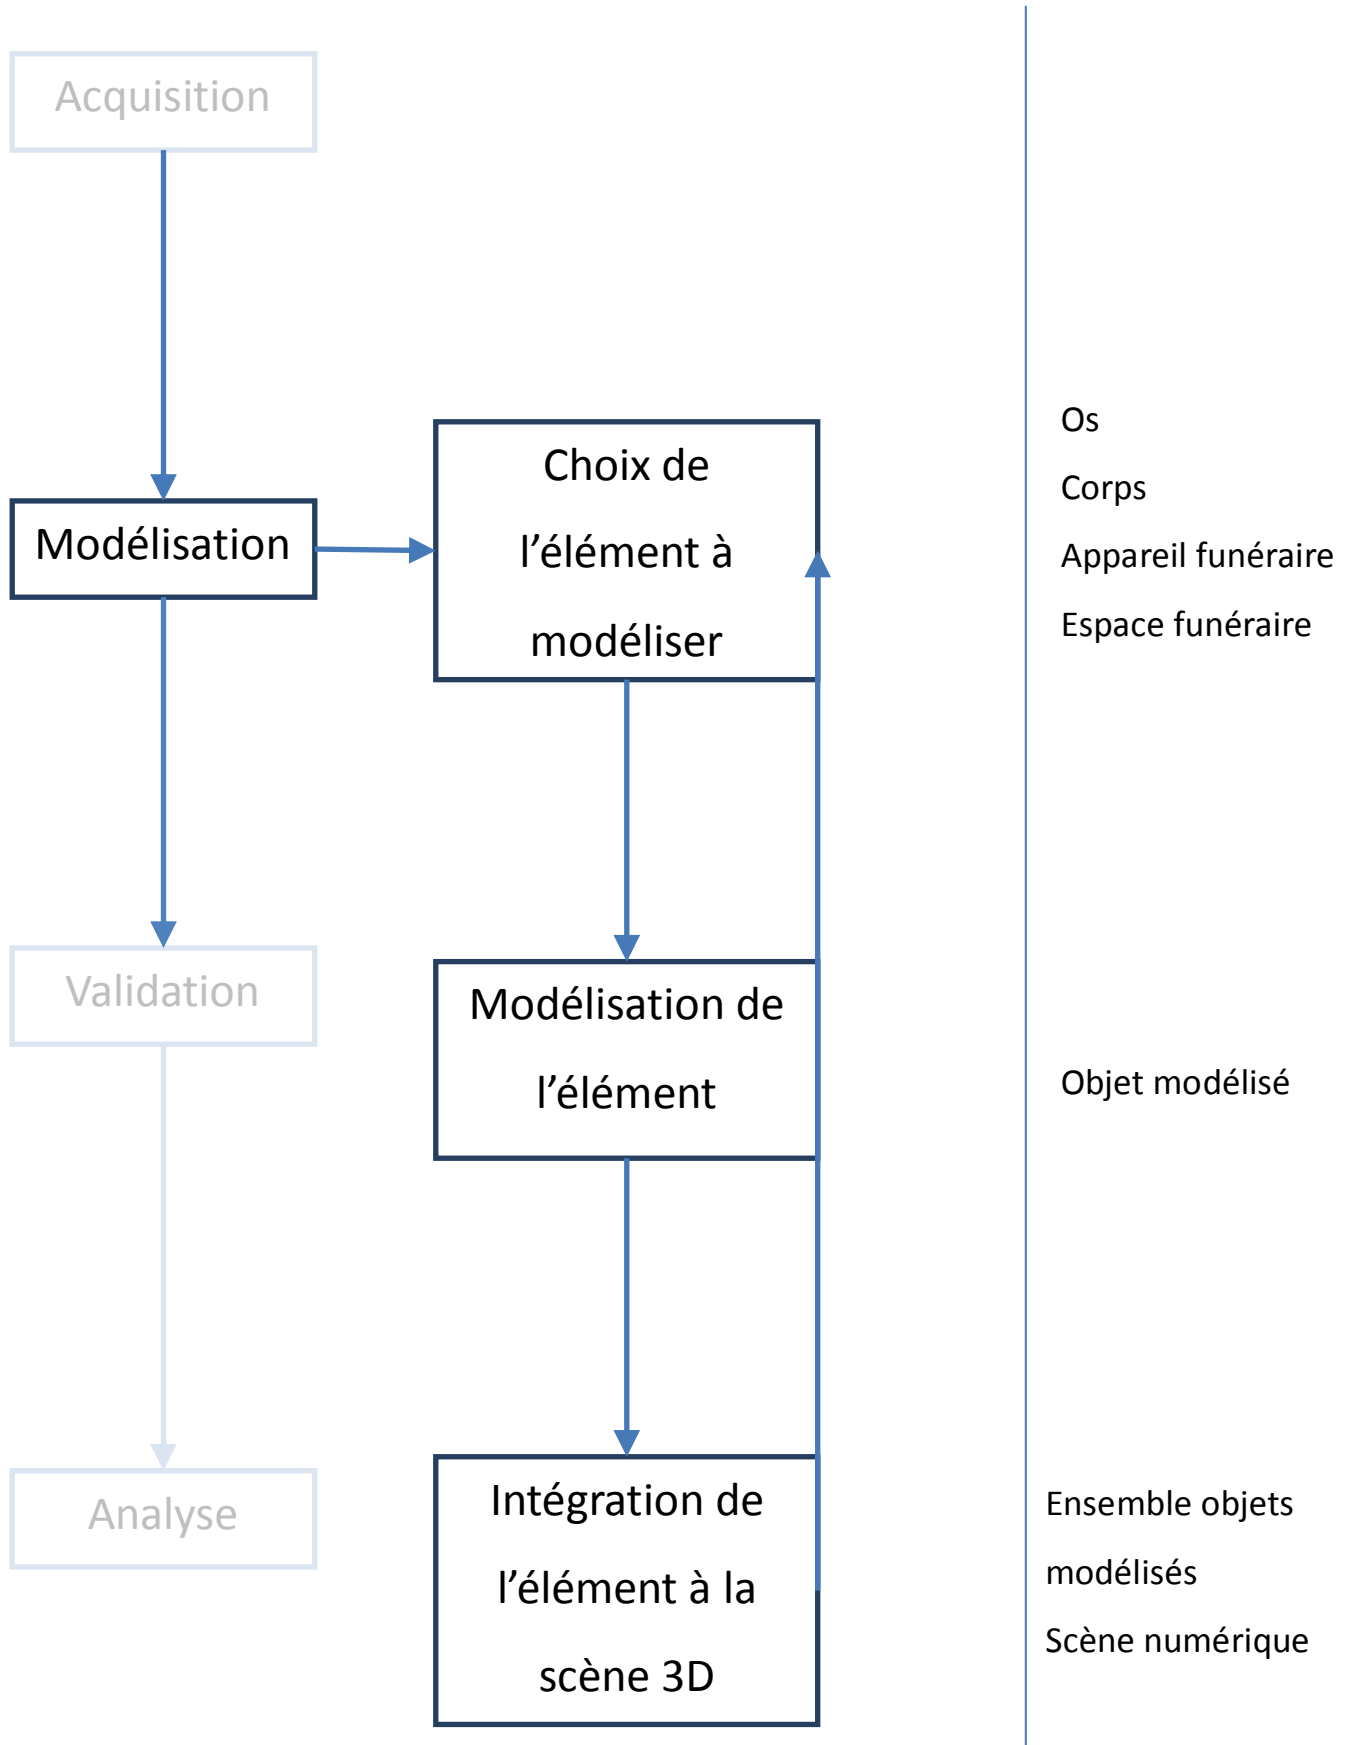 Acquisition
Modélisation
Validation
Analyse
Choix de
l’élément à
modéliser
Modélisation de
l’élément
Intégration de
l’élément à la
scène 3D
Os
Corps
Appareil funéraire
Espace funéraire
Objet modélisé
Ensemble objets
modélisés
Scène numérique